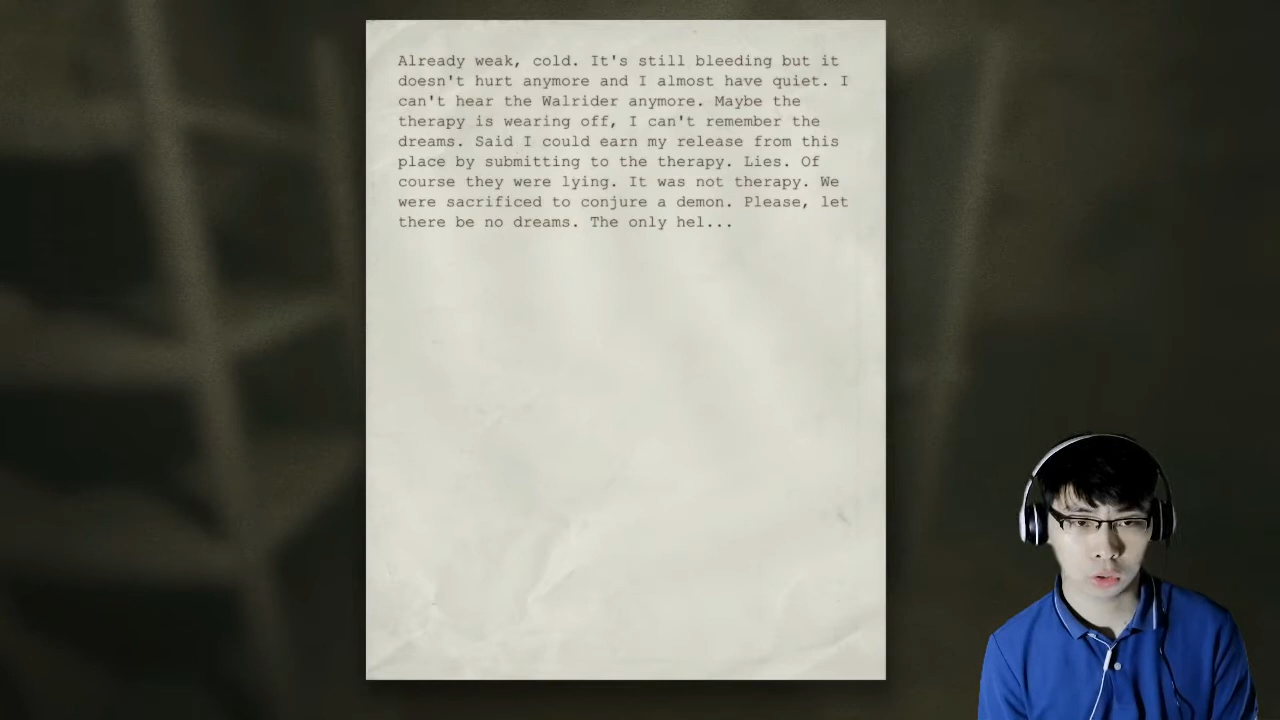 Already weak, cold. It's still bleeding but it
doesn't hurt anymore and I almost have quiet. I
can't hear the Walrider anymore. Maybe the
therapy is wearing off, I can't remember the
dreams. Said I could earn my release from this
place by submitting to the therapy. Lies. Of
course they were lying. It was not therapy. We
were sacrificed to conjure a demon. Please, let
there be no dreams. The only hel...